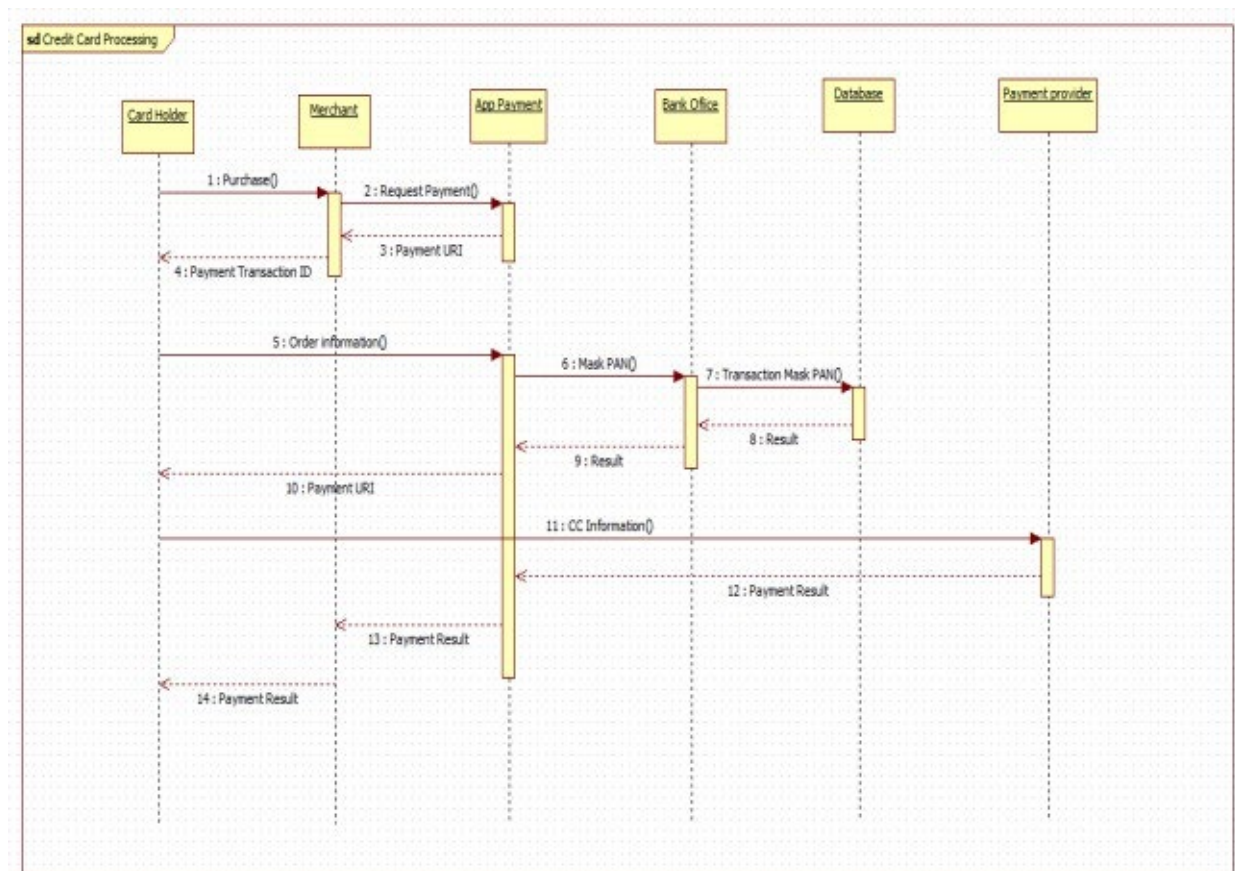 sd Credit Card Processing
Card Holder
Merchant
App Payment
Bank Office
Database
Payment provider
1 : Purchase()
2 : Request Payment()
3 : Payment URI
4 : Payment Transaction ID
5 : Order information()
6 : Mask PAN()
7 : Transaction Mask PAN()
8 : Result
9 : Result
10 : Payment URI
11 : CC Information()
12 : Payment Result
13 : Payment Result
14 : Payment Result